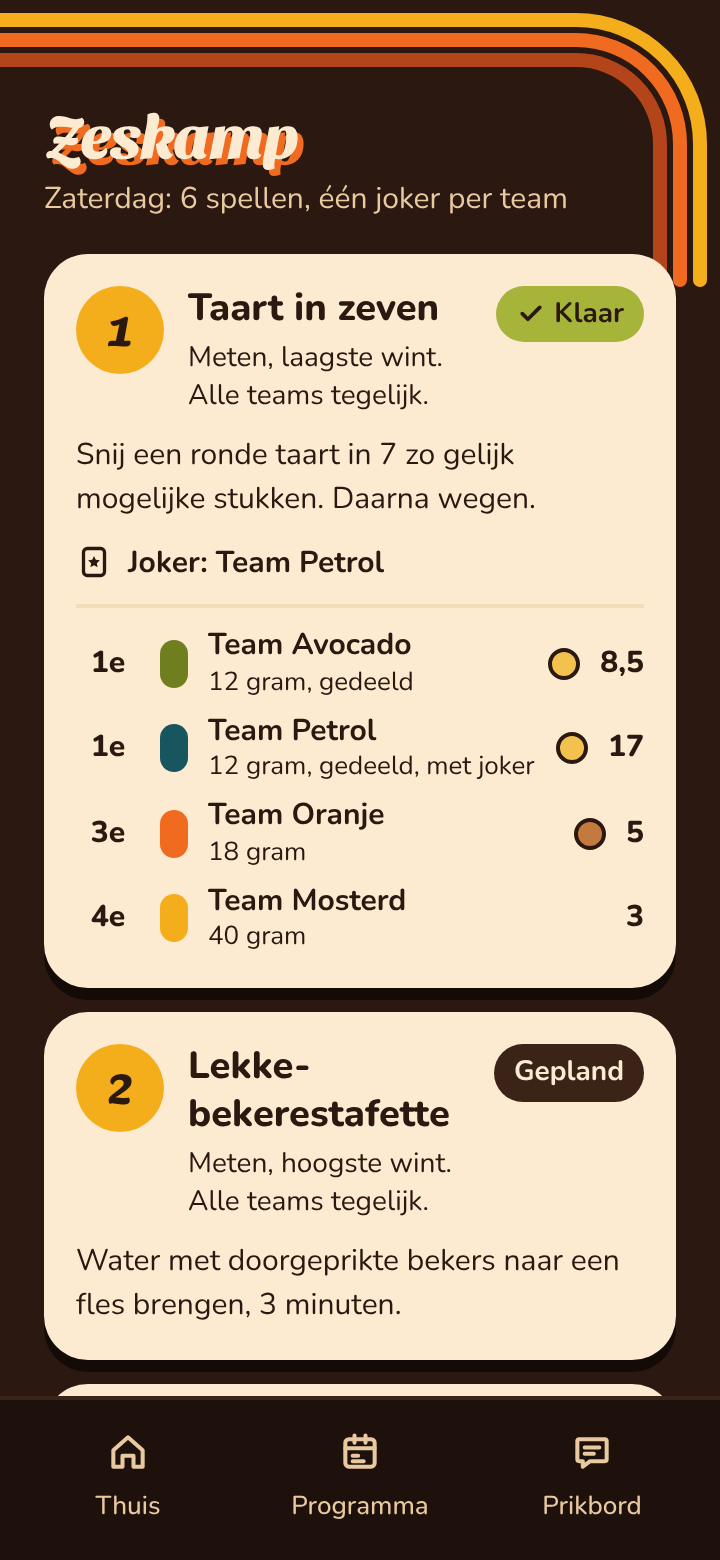 Zeskamp
Zaterdag: 6 spellen, één joker per team
1
Taart in zeven
Klaar
Meten, laagste wint.
Alle teams tegelijk.
Snij een ronde taart in 7 zo gelijk
mogelijke stukken. Daarna wegen.
Joker: Team Petrol
1e Team Avocado 8,5
12 gram, gedeeld
1e Team Petrol 17
12 gram, gedeeld, met joker
3e Team Oranje 5
18 gram
4e Team Mosterd 3
40 gram
2
Lekke-
bekerestafette
Gepland
Meten, hoogste wint.
Alle teams tegelijk.
Water met doorgeprikte bekers naar een
fles brengen, 3 minuten.
Thuis Programma Prikbord